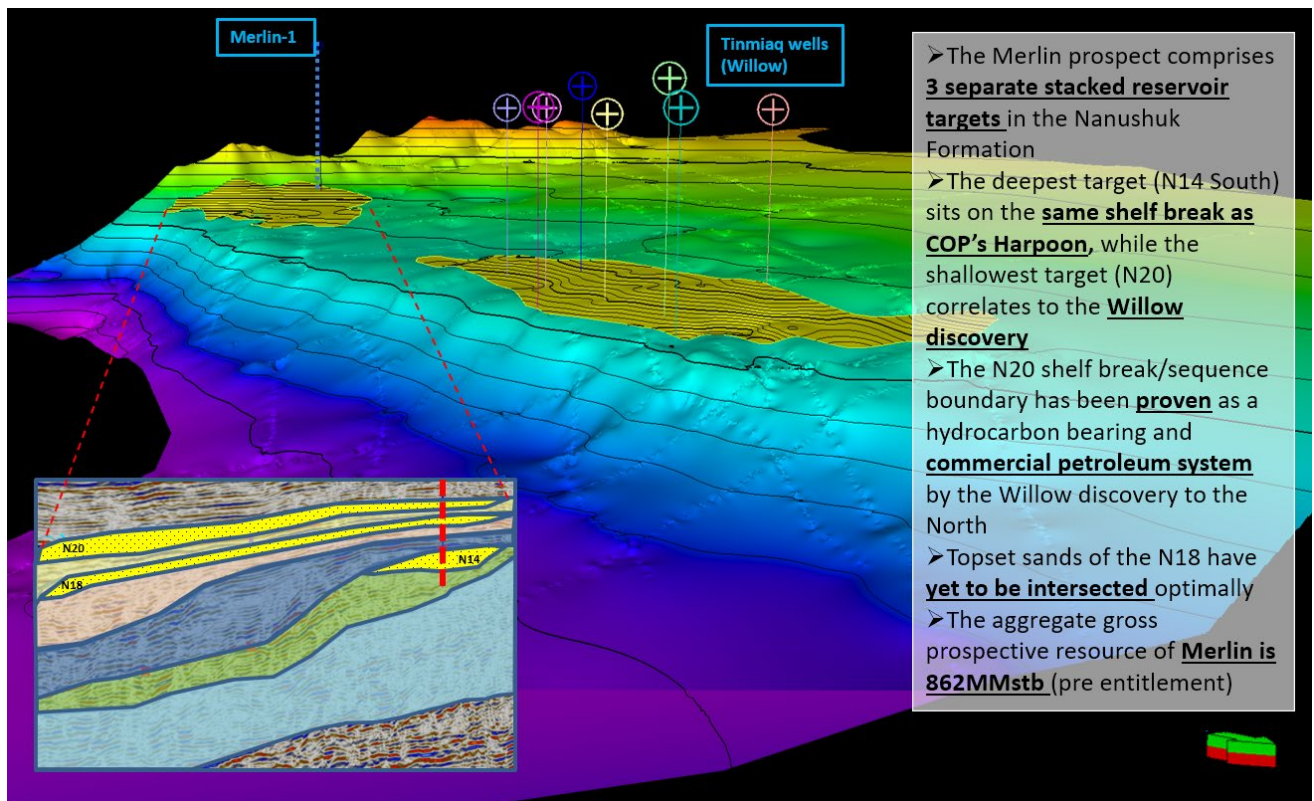 Merlin-1
Tinmiaq wells
(Willow)
➢The Merlin prospect comprises
3 separate stacked reservoir
targets in the Nanushuk
Formation
➢The deepest target (N14 South)
sits on the same shelf break as
COP’s Harpoon, while the
shallowest target (N20)
correlates to the Willow
discovery
➢The N20 shelf break/sequence
boundary has been proven as a
hydrocarbon bearing and
commercial petroleum system
by the Willow discovery to the
North
➢Topset sands of the N18 have
yet to be intersected optimally
➢The aggregate gross
prospective resource of Merlin is
862MMstb (pre entitlement)
N20
N18
N14